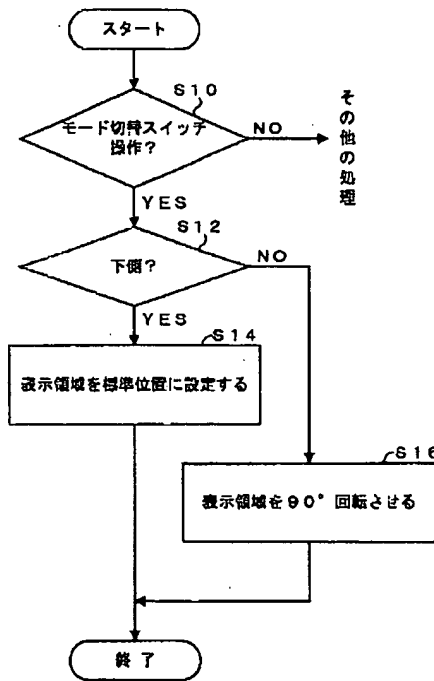 スタート
S10
モード切替スイッチ
操作?
NO
その他の処理
YES
S12
下側?
NO
YES
S14
表示領域を標準位置に設定する
S16
表示領域を90°回転させる
終了